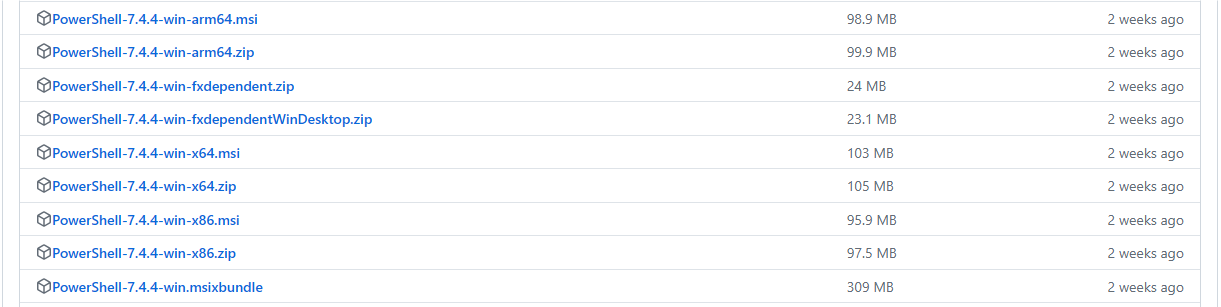 PowerShell-7.4.4-win-arm64.msi 98.9 MB 2 weeks ago
PowerShell-7.4.4-win-arm64.zip 99.9 MB 2 weeks ago
PowerShell-7.4.4-win-fxdependent.zip 24 MB 2 weeks ago
PowerShell-7.4.4-win-fxdependentWinDesktop.zip 23.1 MB 2 weeks ago
PowerShell-7.4.4-win-x64.msi 103 MB 2 weeks ago
PowerShell-7.4.4-win-x64.zip 105 MB 2 weeks ago
PowerShell-7.4.4-win-x86.msi 95.9 MB 2 weeks ago
PowerShell-7.4.4-win-x86.zip 97.5 MB 2 weeks ago
PowerShell-7.4.4-win.msixbundle 309 MB 2 weeks ago